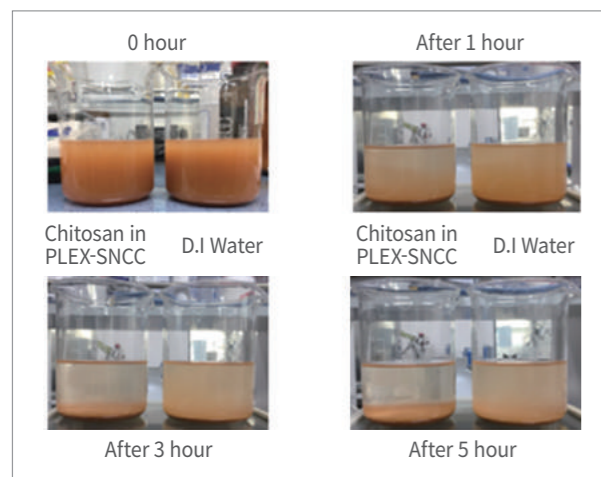 0 hour
After 1 hour
Chitosan in
PLEX-SNCC
D.I Water
Chitosan in
PLEX-SNCC
D.I Water
After 3 hour
After 5 hour